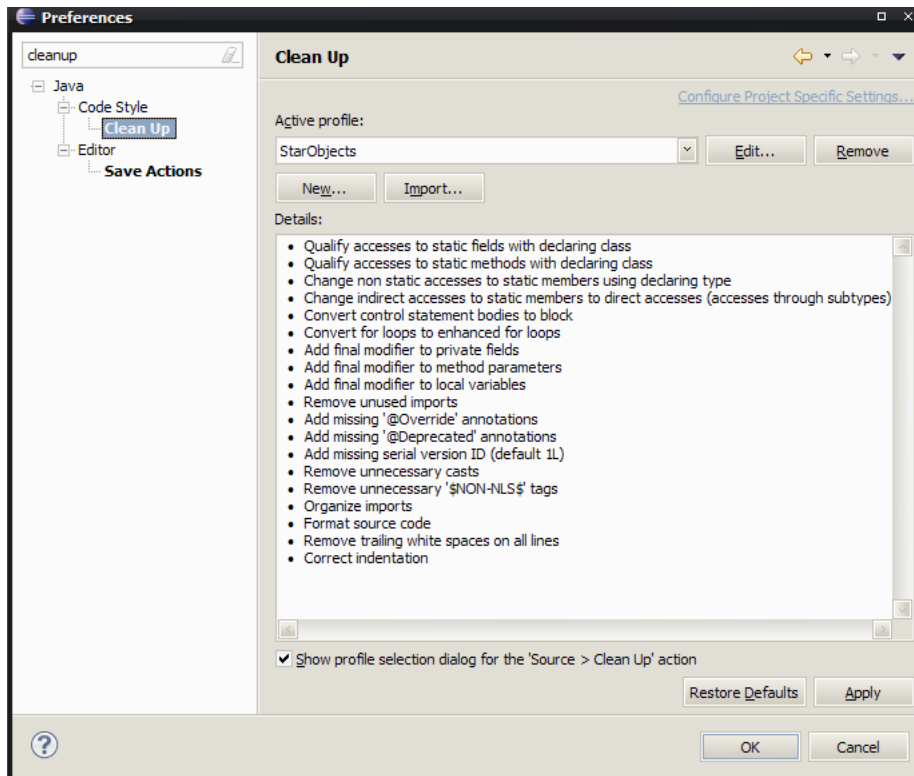 Preferences
cleanup
Java
Code Style
Clean Up
Editor
Save Actions
Clean Up
Configure Project Specific Settings...
Active profile:
StarObjects
Edit...
Remove
New...
Import...
Details:
• Qualify accesses to static fields with declaring class
• Qualify accesses to static methods with declaring class
• Change non static accesses to static members using declaring type
• Change indirect accesses to static members to direct accesses (accesses through subtypes)
• Convert control statement bodies to block
• Convert for loops to enhanced for loops
• Add final modifier to private fields
• Add final modifier to method parameters
• Add final modifier to local variables
• Remove unused imports
• Add missing '@Override' annotations
• Add missing '@Deprecated' annotations
• Add missing serial version ID (default 1L)
• Remove unnecessary casts
• Remove unnecessary '$NON-NLS$' tags
• Organize imports
• Format source code
• Remove trailing white spaces on all lines
• Correct indentation
Show profile selection dialog for the 'Source > Clean Up' action
Restore Defaults
Apply
?
OK
Cancel